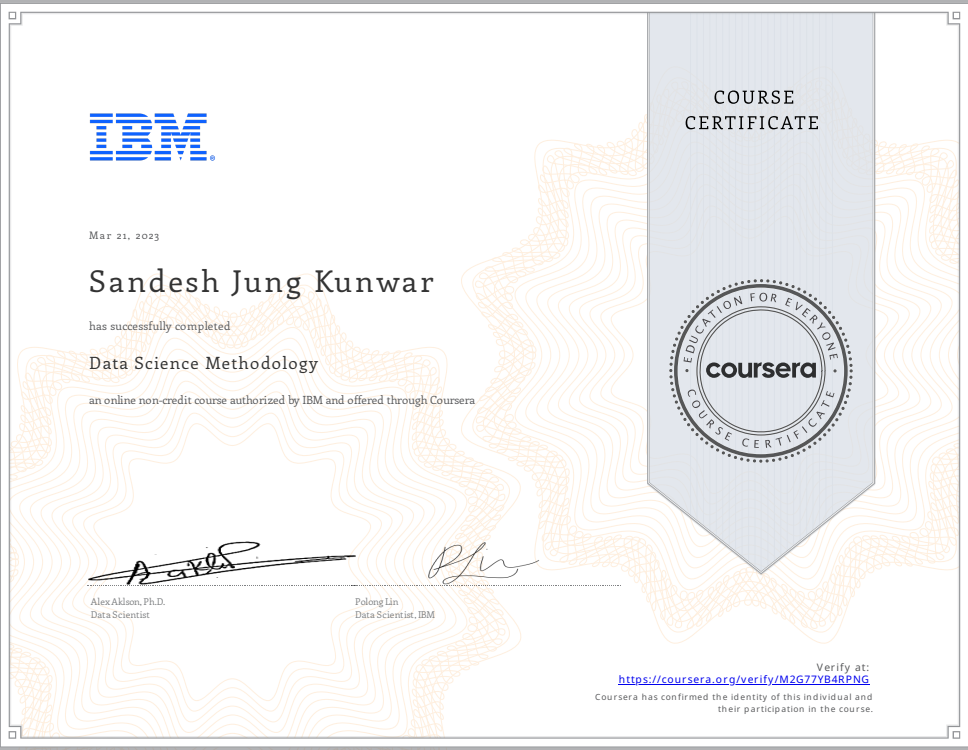 COURSE
CERTIFICATE
IBM®
Mar 21, 2023
Sandesh Jung Kunwar
has successfully completed
Data Science Methodology
an online non-credit course authorized by IBM and offered through Coursera
EDUCATION FOR EVERYONE
coursera
COURSE CERTIFICATE
Alex Aklson, Ph.D.
Data Scientist
Polong Lin
Data Scientist, IBM
Verify at:
https://coursera.org/verify/M2G77YB4RPNG
Coursera has confirmed the identity of this individual and
their participation in the course.